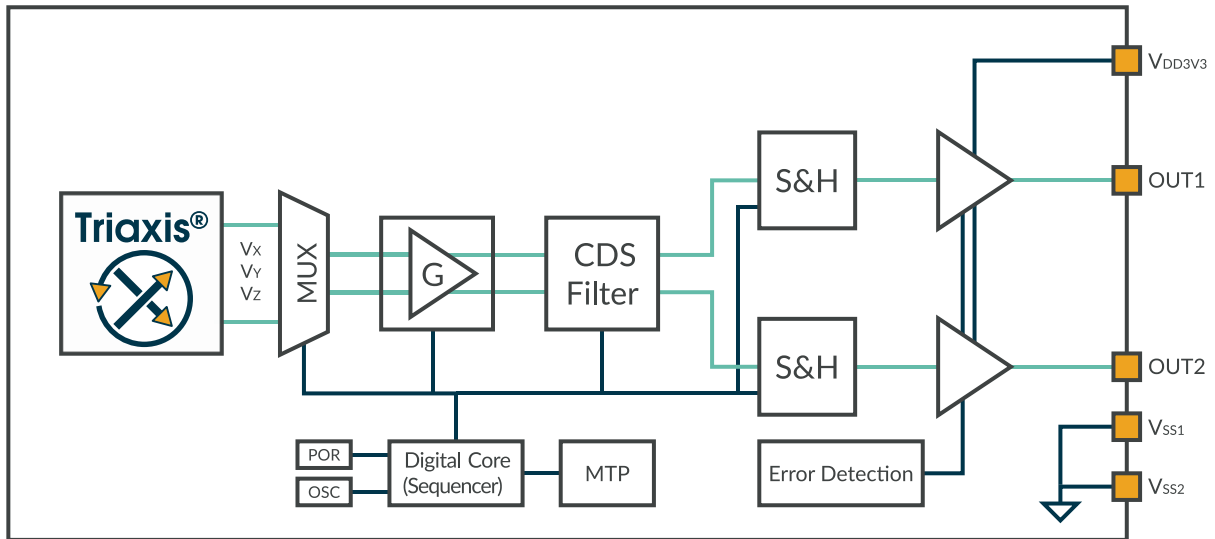 VDD3V3
OUT1
S&H
Triaxis®
VX
VY
VZ
MUX
G
CDS
Filter
S&H
OUT2
VSS1
POR
OSC
Digital Core
(Sequencer)
MTP
Error Detection
VSS2